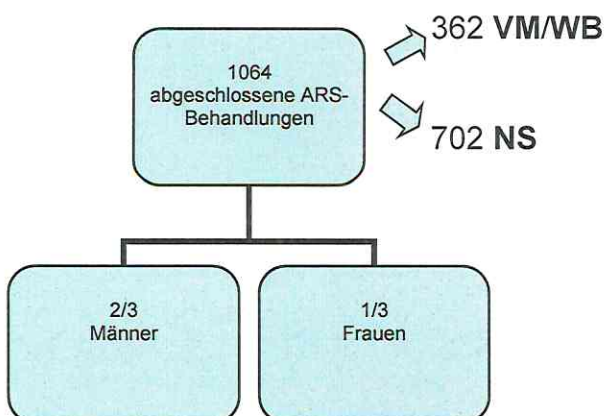 362 VM/WB
1064
abgeschlossene ARS-
Behandlungen
702 NS
2/3
Männer
1/3
Frauen